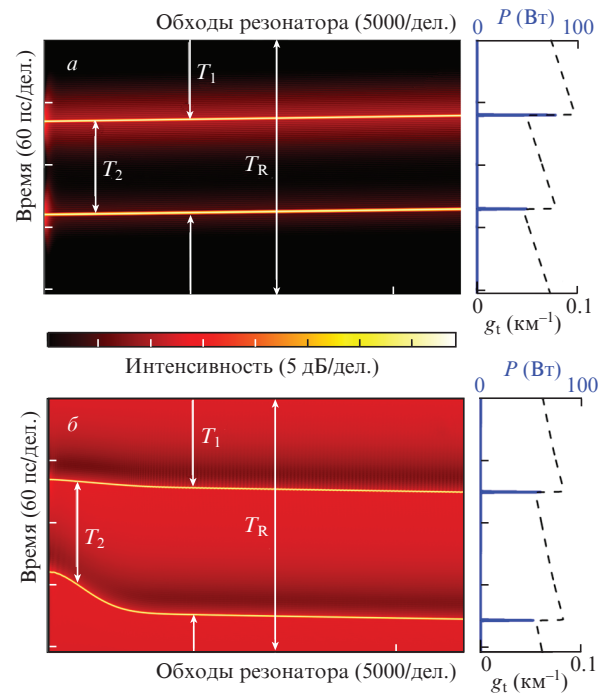 Обходы резонатора (5000/дел.)
P (Вт)
0 100
а
T₁
T₂
T_R
Время (60 пс/дел.)
0 0.1
gₜ (км⁻¹)
Интенсивность (5 дБ/дел.)
P (Вт)
0 100
б
T₁
T₂
T_R
Время (60 пс/дел.)
0 0.1
gₜ (км⁻¹)
Обходы резонатора (5000/дел.)